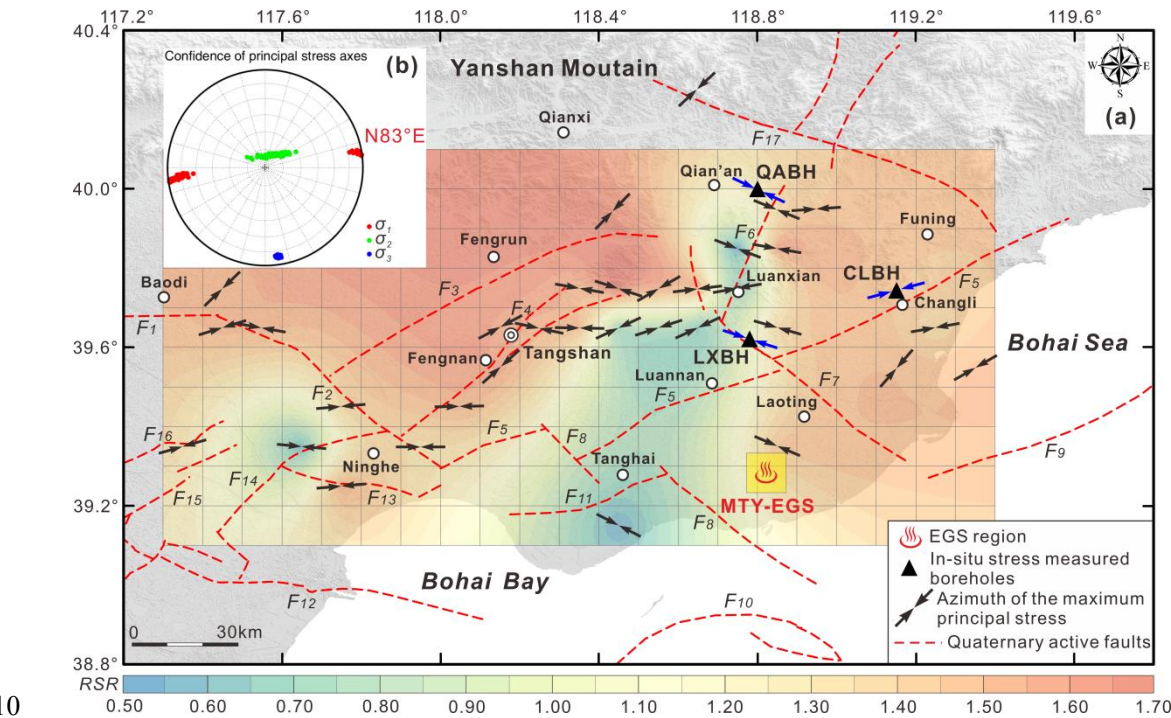 117.2° 117.6° 118.0° 118.4° 118.8° 119.2° 119.6°
40.4°
40.0°
39.6°
39.2°
38.8°
Confidence of principal stress axes
(b)
N83°E
σ1
σ2
σ3
Yanshan Moutain
N
W E
S
(a)
Qianxi
F17
Qian'an QABH
Funing
Fengrun
F6
Baodi
F3
Luanxian
CLBH
F5
Changli
F1
F4
Tangshan
Fengnan
LXBH
Bohai Sea
Luannan
F2
F5
F7
Laoting
F5
F16
F8
F9
Ninghe
Tanghai
F14
F15
F13
F11
MTY-EGS
F8
Bohai Bay
F12
F10
EGS region
In-situ stress measured
boreholes
Azimuth of the maximum
principal stress
Quaternary active faults
0 30km
RSR
0.50 0.60 0.70 0.80 0.90 1.00 1.10 1.20 1.30 1.40 1.50 1.60 1.70
10